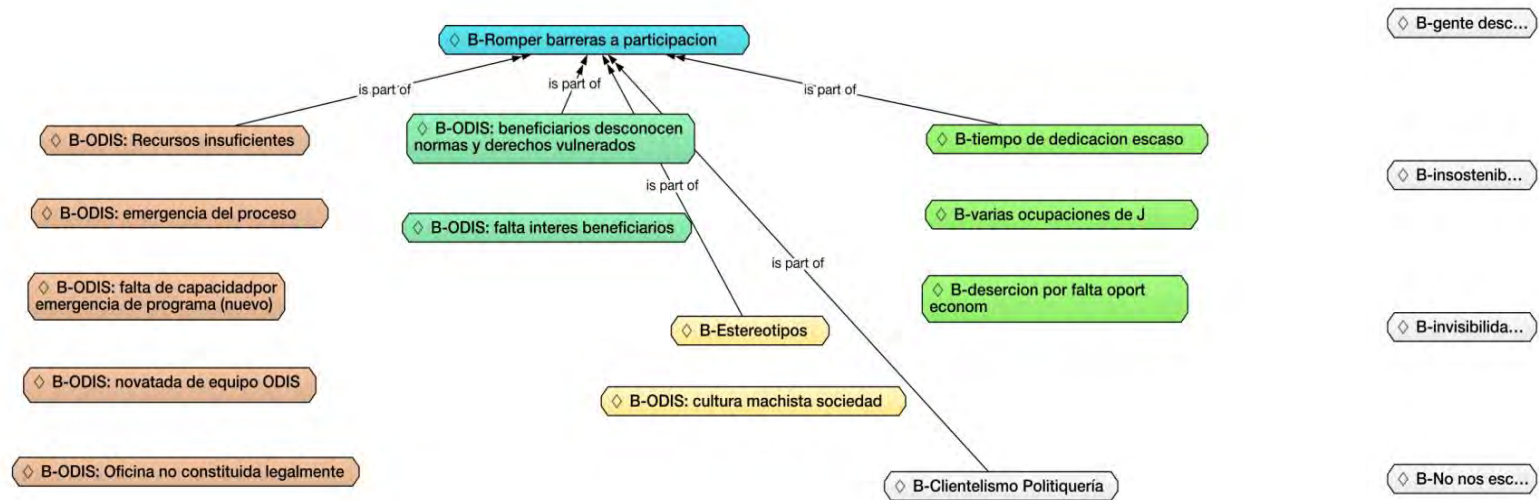 ◇ B-gente desc...
◇ B-Romper barreras a participacion
is part of
is part of
is part of
◇ B-ODIS: Recursos insuficientes
◇ B-ODIS: beneficiarios desconocen
normas y derechos vulnerados
◇ B-tiempo de dedicacion escaso
◇ B-insostenib...
is part of
◇ B-ODIS: emergencia del proceso
◇ B-ODIS: falta interes beneficiarios
◇ B-varias ocupaciones de J
is part of
◇ B-ODIS: falta de capacidadpor
emergencia de programa (nuevo)
◇ B-desercion por falta oport
econom
◇ B-Estereotipos
◇ B-invisibilida...
◇ B-ODIS: novatada de equipo ODIS
◇ B-ODIS: cultura machista sociedad
◇ B-ODIS: Oficina no constituida legalmente
◇ B-Clientelismo Politiquería
◇ B-No nos esc...